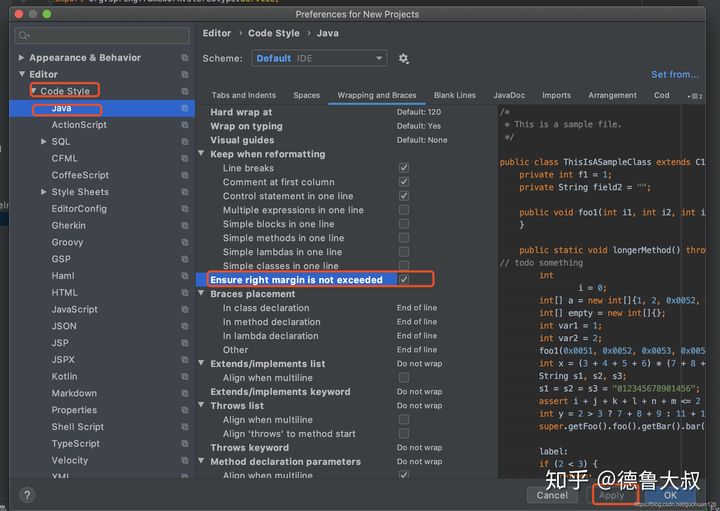 import org.springframework.stereotype.Service;
Preferences for New Projects
Editor › Code Style › Java
Scheme: Default IDE
Set from...
Appearance & Behavior
Editor
Code Style
Java
ActionScript
SQL
CFML
CoffeeScript
Style Sheets
EditorConfig
Gherkin
Groovy
GSP
Haml
HTML
JavaScript
JSON
JSP
JSPX
Kotlin
Markdown
Properties
Shell Script
TypeScript
Velocity
XML
Tabs and Indents Spaces Wrapping and Braces Blank Lines JavaDoc Imports Arrangement Cod
Hard wrap at Default: 120
Wrap on typing Default: Yes
Visual guides Default: None
Keep when reformatting
Line breaks
Comment at first column
Control statement in one line
Multiple expressions in one line
Simple blocks in one line
Simple methods in one line
Simple lambdas in one line
Simple classes in one line
Ensure right margin is not exceeded
Braces placement
In class declaration End of line
In method declaration End of line
In lambda declaration End of line
Other End of line
Extends/implements list Do not wrap
Align when multiline
Extends/implements keyword Do not wrap
Throws list Do not wrap
Align when multiline
Align 'throws' to method start
Throws keyword Do not wrap
Method declaration parameters Do not wrap
Align when multiline
/*
* This is a sample file.
*/
public class ThisIsASampleClass extends C1
private int f1 = 1;
private String field2 = "";
public void foo1(int i1, int i2, int i
}
public static void longerMethod() thro
// todo something
int
i = 0;
int[] a = new int[]{1, 2, 0x0052,
int[] empty = new int[]{};
int var1 = 1;
int var2 = 2;
foo1(0x0051, 0x0052, 0x0053, 0x005
int x = (3 + 4 + 5 + 6) * (7 + 8 +
String s1, s2, s3;
s1 = s2 = s3 = "012345678901456";
assert i + j + k + l + n + m <= 2
int y = 2 > 3 ? 7 + 8 + 9 : 11 + 1
super.getFoo().foo().getBar().bar(
label:
if (2 < 3) {
知乎 @德鲁大叔
? Cancel Apply OK